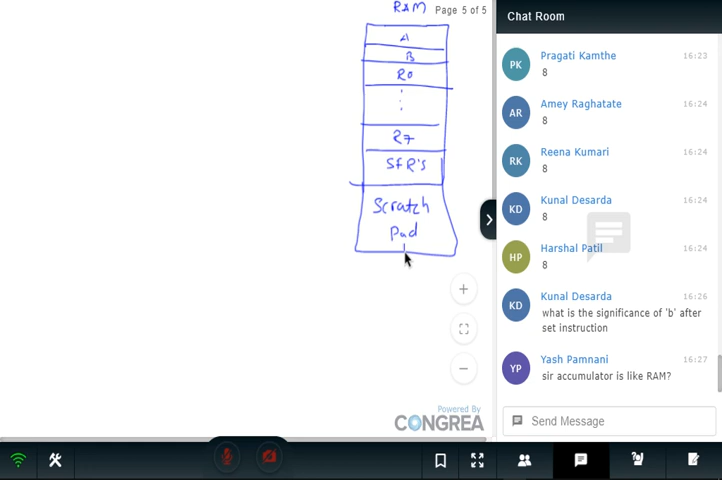 RAM
Page 5 of 5
A
B
R0
R7
SFR's
Scratch
Pad
Powered By
CONGREA
Chat Room
PK
Pragati Kamthe
16:23
8
AR
Amey Raghatate
16:24
8
RK
Reena Kumari
16:24
8
KD
Kunal Desarda
16:24
8
HP
Harshal Patil
16:24
8
KD
Kunal Desarda
16:26
what is the significance of 'b' after
set instruction
YP
Yash Pamnani
16:27
sir accumulator is like RAM?
Send Message